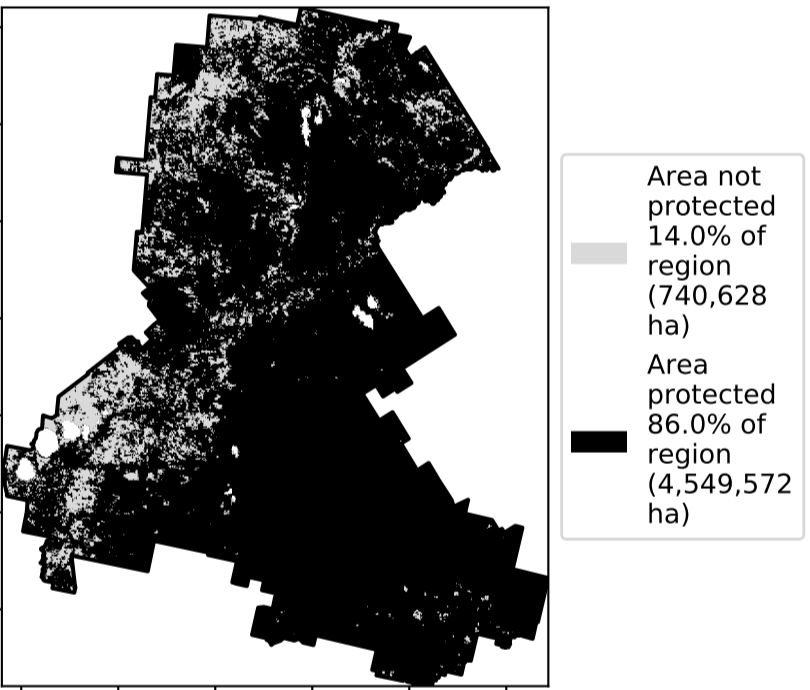 Area not
protected
14.0% of
region
(740,628
ha)
Area
protected
86.0% of
region
(4,549,572
ha)